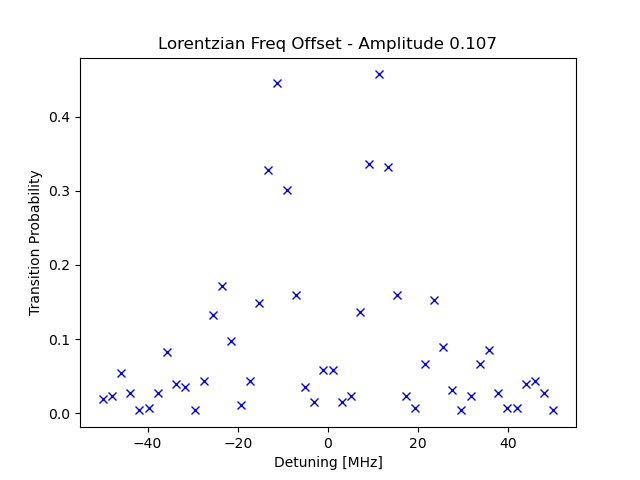 Lorentzian Freq Offset - Amplitude 0.107
Transition Probability
0.4
0.3
0.2
0.1
0.0
−40 −20 0 20 40
Detuning [MHz]